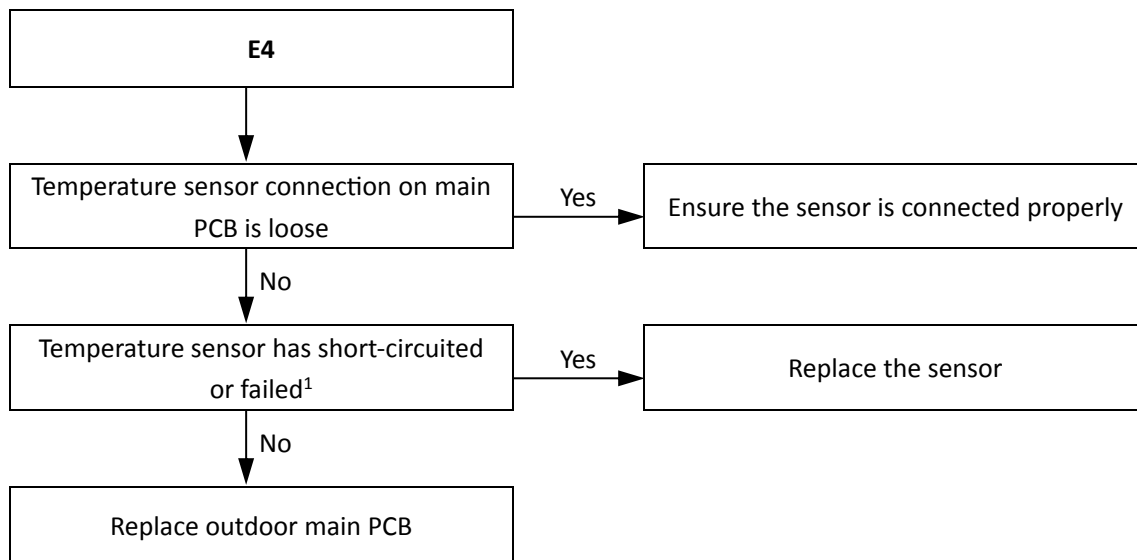 E4
Temperature sensor connection on main
PCB is loose
Yes
Ensure the sensor is connected properly
No
Temperature sensor has short-circuited
or failed¹
Yes
Replace the sensor
No
Replace outdoor main PCB